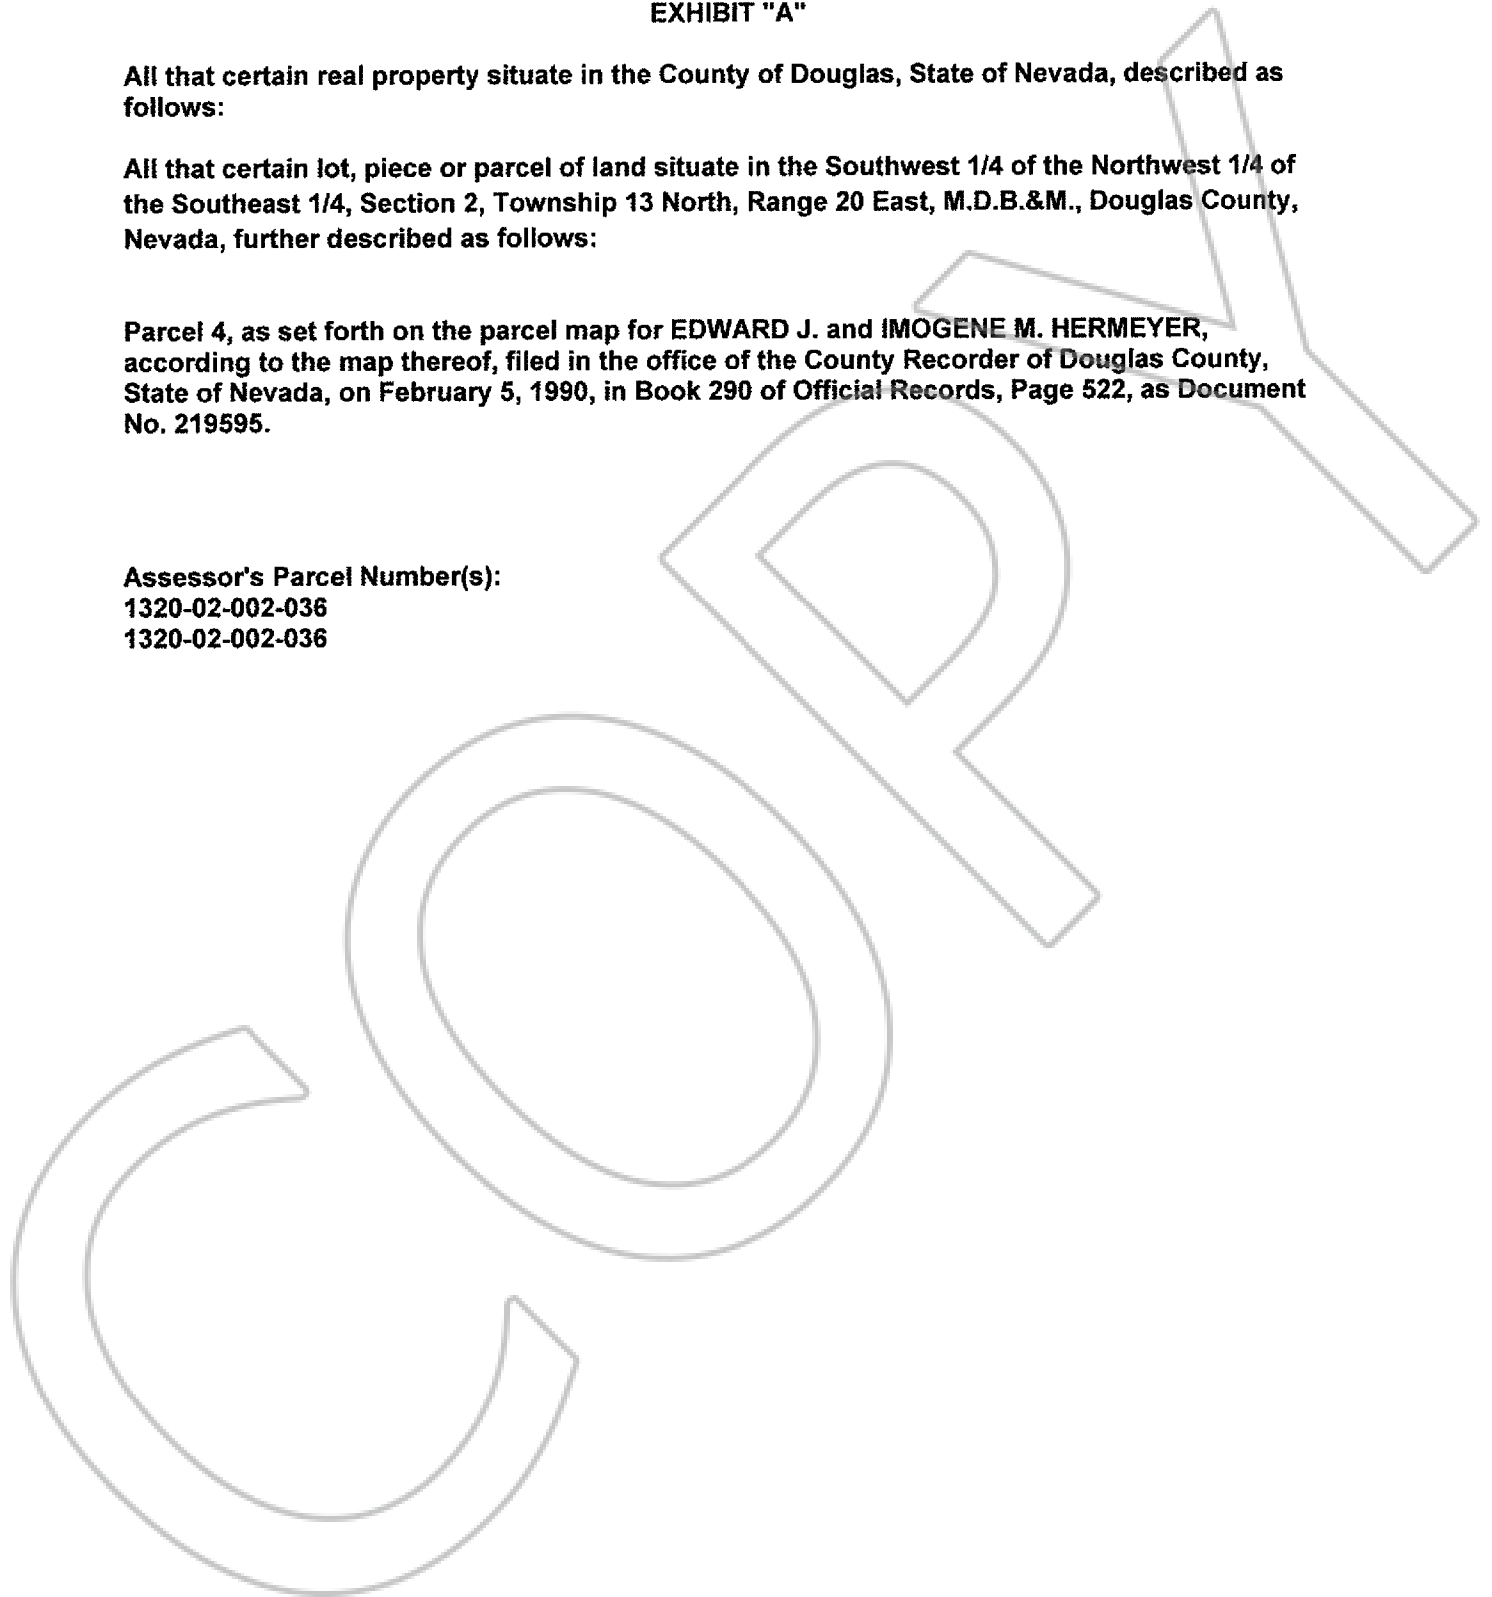 EXHIBIT "A"
All that certain real property situate in the County of Douglas, State of Nevada, described as
follows:
All that certain lot, piece or parcel of land situate in the Southwest 1/4 of the Northwest 1/4 of
the Southeast 1/4, Section 2, Township 13 North, Range 20 East, M.D.B.&M., Douglas County,
Nevada, further described as follows:
Parcel 4, as set forth on the parcel map for EDWARD J. and IMOGENE M. HERMEYER,
according to the map thereof, filed in the office of the County Recorder of Douglas County,
State of Nevada, on February 5, 1990, in Book 290 of Official Records, Page 522, as Document
No. 219595.
Assessor's Parcel Number(s):
1320-02-002-036
1320-02-002-036
COPY